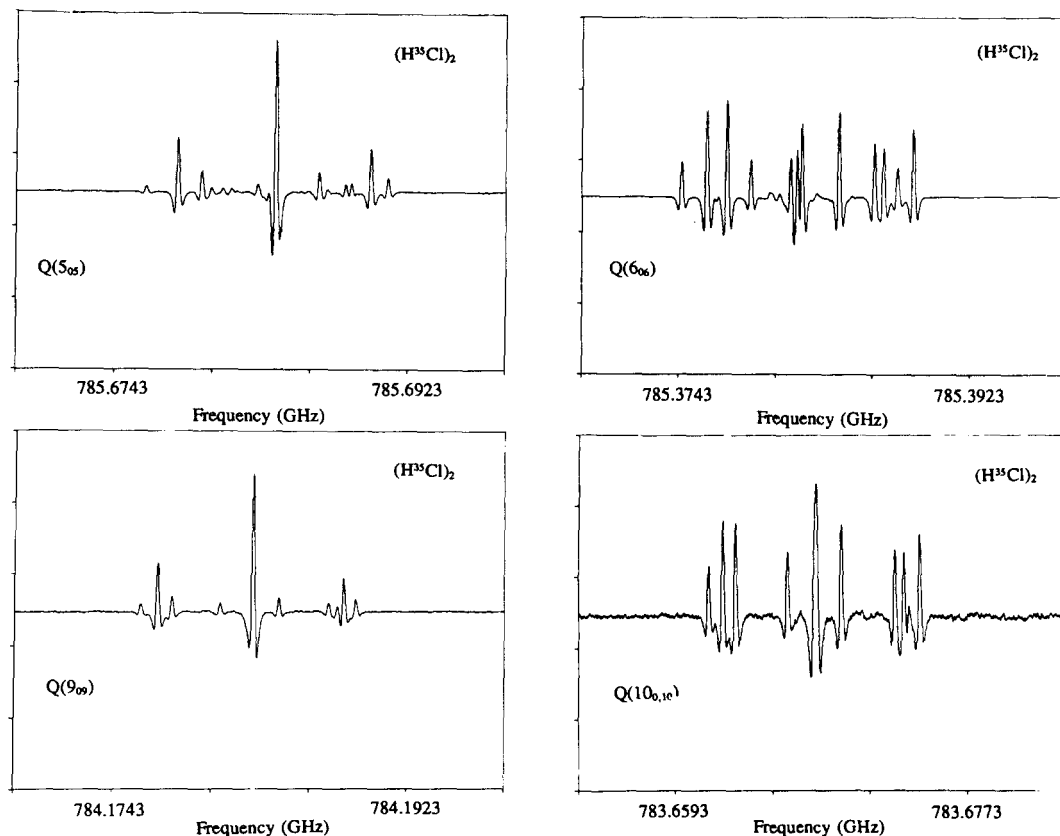 (H³⁵Cl)₂
Q(5₀₅)
785.6743 785.6923
Frequency (GHz)
(H³⁵Cl)₂
Q(6₀₆)
785.3743 785.3923
Frequency (GHz)
(H³⁵Cl)₂
Q(9₀₉)
784.1743 784.1923
Frequency (GHz)
(H³⁵Cl)₂
Q(10₀,₁₀)
783.6593 783.6773
Frequency (GHz)